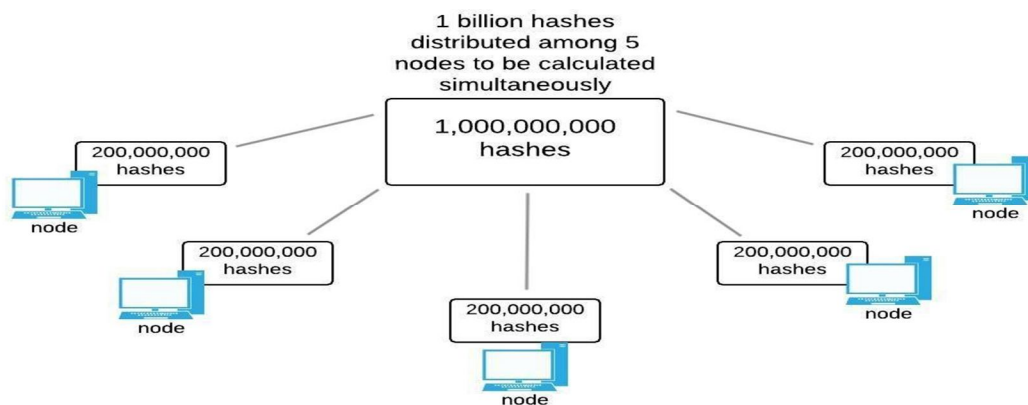 1 billion hashes
distributed among 5
nodes to be calculated
simultaneously
1,000,000,000
hashes
200,000,000
hashes
node
200,000,000
hashes
node
200,000,000
hashes
node
200,000,000
hashes
node
200,000,000
hashes
node